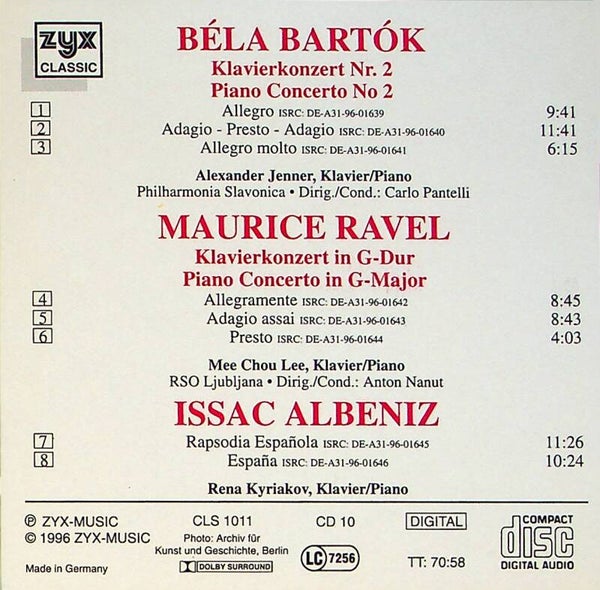 zyx
CLASSIC
BÉLA BARTÓK
Klavierkonzert Nr. 2
Piano Concerto No 2
1 Allegro ISRC: DE-A31-96-01639 9:41
2 Adagio - Presto - Adagio ISRC: DE-A31-96-01640 11:41
3 Allegro molto ISRC: DE-A31-96-01641 6:15
Alexander Jenner, Klavier/Piano
Philharmonia Slavonica • Dirig./Cond.: Carlo Pantelli
MAURICE RAVEL
Klavierkonzert in G-Dur
Piano Concerto in G-Major
4 Allegramente ISRC: DE-A31-96-01642 8:45
5 Adagio assai ISRC: DE-A31-96-01643 8:43
6 Presto ISRC: DE-A31-96-01644 4:03
Mee Chou Lee, Klavier/Piano
RSO Ljubljana • Dirig./Cond.: Anton Nanut
ISSAC ALBENIZ
7 Rapsodia Española ISRC: DE-A31-96-01645 11:26
8 España ISRC: DE-A31-96-01646 10:24
Rena Kyriakov, Klavier/Piano
℗ ZYX-MUSIC
© 1996 ZYX-MUSIC
Made in Germany
CLS 1011
Photo: Archiv für
Kunst und Geschichte, Berlin
DOLBY SURROUND
CD 10
LC 7256
DIGITAL
TT: 70:58
COMPACT
disc
DIGITAL AUDIO